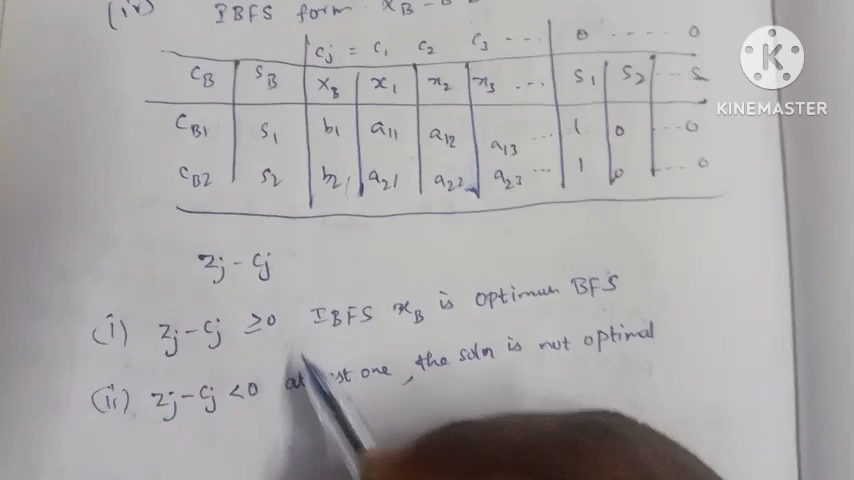 (iv) IBFS form. XB
Cj = C1 C2 C3 --- 0 ---- 0
CB SB XB x1 x2 x3 ... S1 S2 ... S
CB1 S1 b1 a11 a12 a13 ... 1 0 ...0
CB2 S2 b2 a21 a22 a23 ... 1 0 ... 0
Zj - Cj
(i) Zj - Cj ≥0 IBFS XB is optimum BFS
(ii) Zj - Cj <0 one, the soln is not optimal
K
KINEMASTER